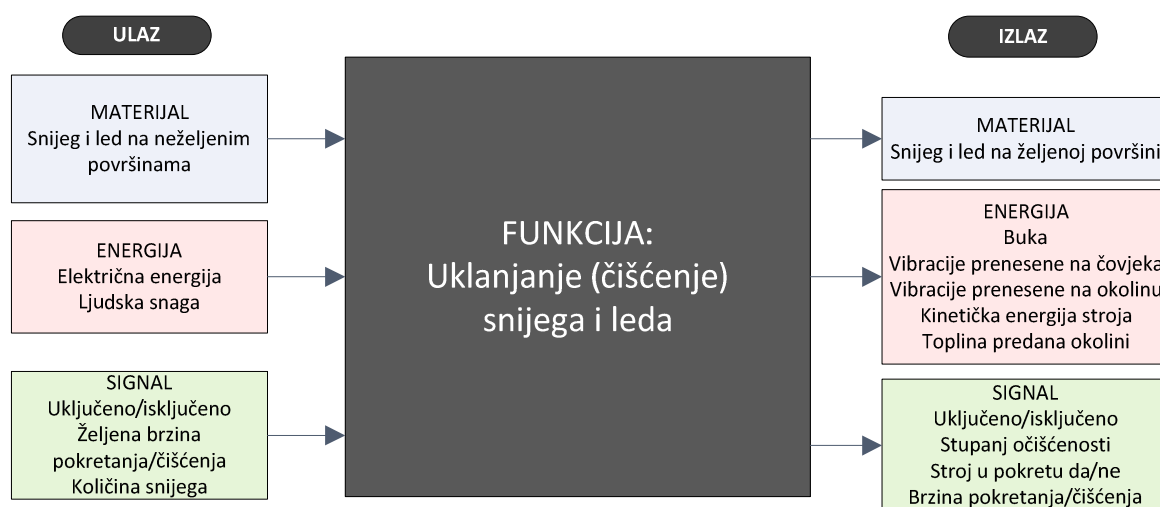 ULAZ
MATERIJAL
Snijeg i led na neželjenim
površinama
ENERGIJA
Električna energija
Ljudska snaga
SIGNAL
Uključeno/isključeno
Željena brzina
pokretanja/čišćenja
Količina snijega
FUNKCIJA:
Uklanjanje (čišćenje)
snijega i leda
IZLAZ
MATERIJAL
Snijeg i led na željenoj površini
ENERGIJA
Buka
Vibracije prenesene na čovjeka
Vibracije prenesene na okolinu
Kinetička energija stroja
Toplina predana okolini
SIGNAL
Uključeno/isključeno
Stupanj očišćenosti
Stroj u pokretu da/ne
Brzina pokretanja/čišćenja